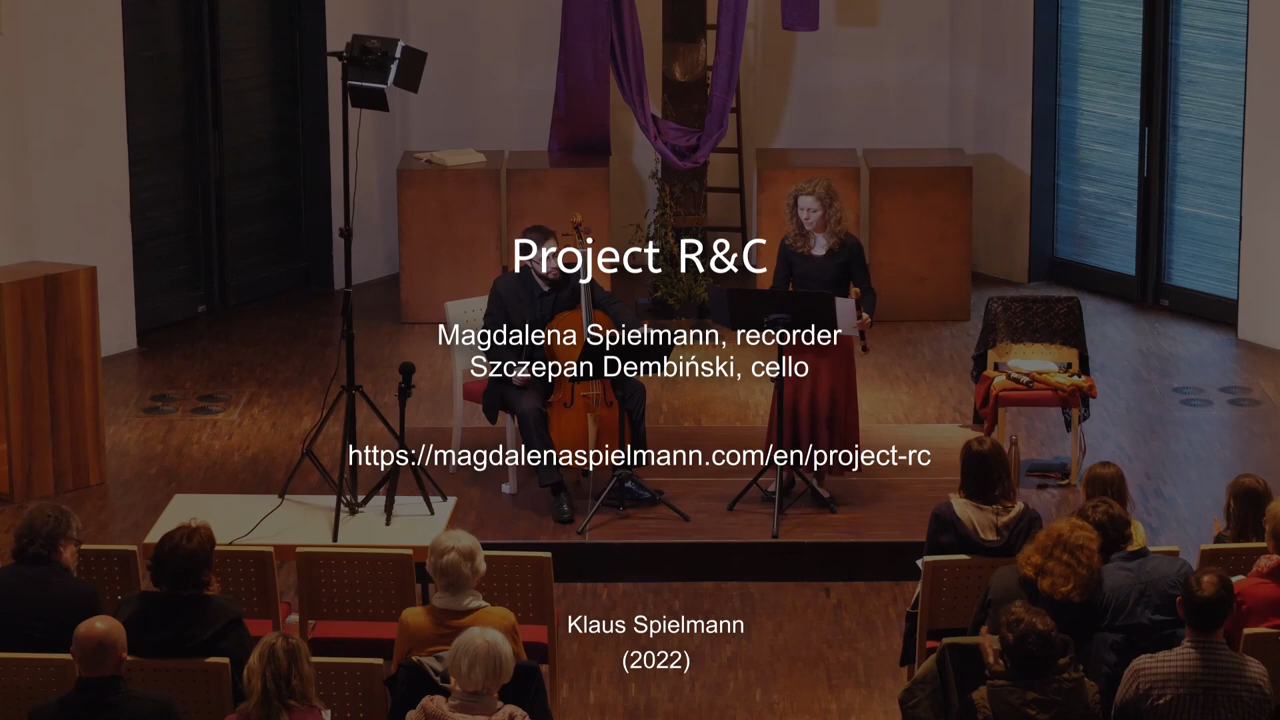 Project R&C
Magdalena Spielmann, recorder
Szczepan Dembiński, cello
https://magdalenaspielmann.com/en/project-rc
Klaus Spielmann
(2022)